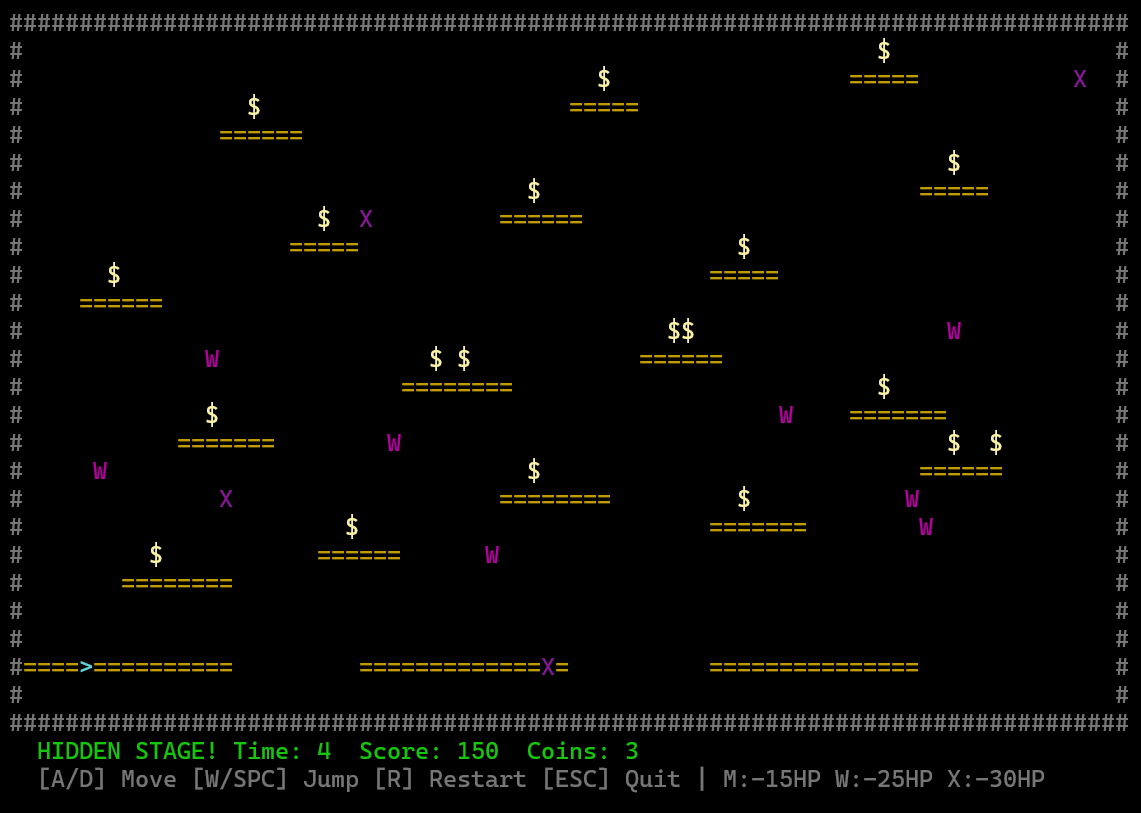 ################################################################################
#                                                             $                #
#                                         $                 =====           X  #
#                $                      =====                                  #
#              ======                                                          #
#                                                                  $           #
#                                    $                           =====         #
#                     $  X         ======                                      #
#                   =====                           $                          #
#      $                                          =====                        #
#    ======                                                                    #
#                                              $$                  W           #
#             W               $ $            ======                            #
#                           ========                          $                #
#             $                                        W    =======            #
#           =======        W                                       $  $        #
#     W                              $                           ======        #
#              X                   ========         $           W              #
#                       $                         =======        W             #
#         $           ======      W                                            #
#       ========                                                               #
#                                                                              #
#                                                                              #
#====>==========         =============X=          ===============              #
#                                                                              #
################################################################################
HIDDEN STAGE! Time: 4  Score: 150  Coins: 3
[A/D] Move [W/SPC] Jump [R] Restart [ESC] Quit | M:-15HP W:-25HP X:-30HP